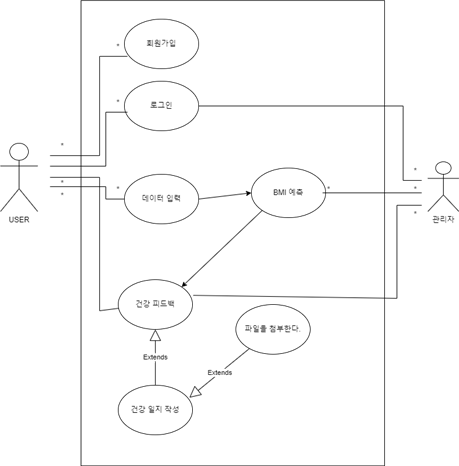 회원가입
*
로그인
*
*
*
*
USER
*
*
데이터 입력
*
BMI 예측
*
*
*
*
관리자
건강 피드백
파일을 첨부한다.
Extends
Extends
건강 일지 작성